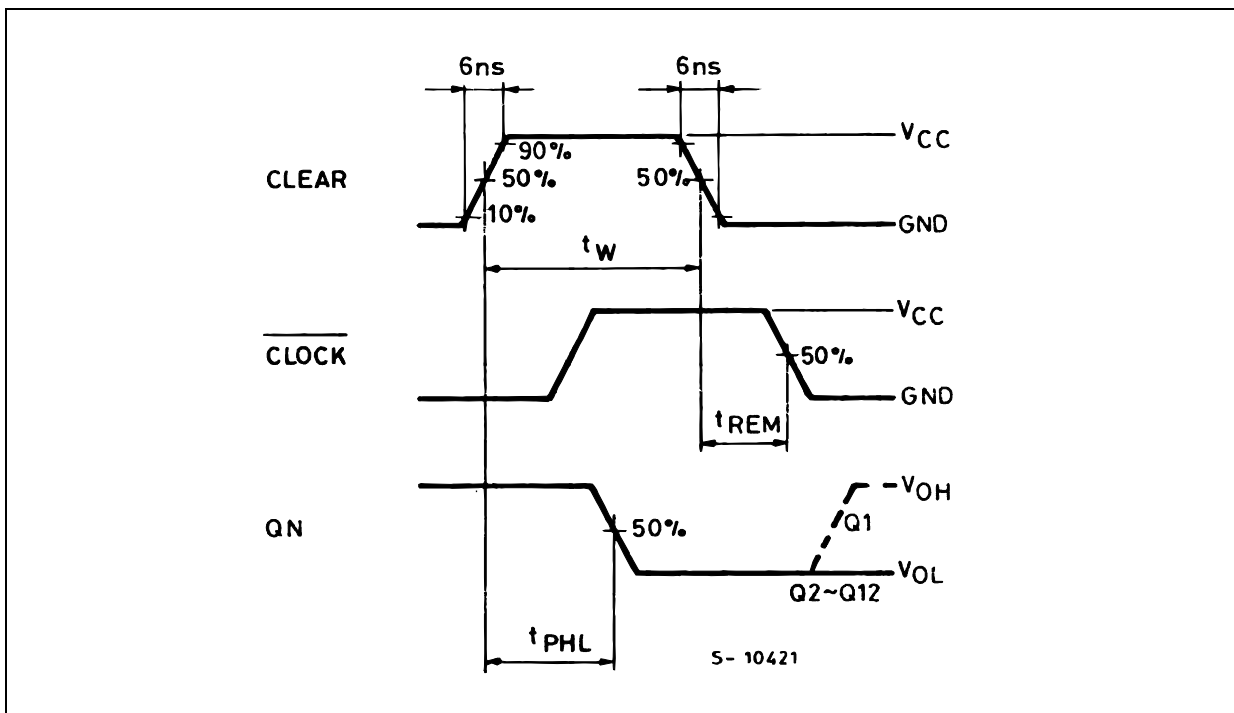 6ns 6ns
VCC
90%
CLEAR 50% 50%
10%
GND
tW
VCC
CLOCK 50%
GND
tREM
VOH
QN 50% Q1
VOL
Q2~Q12
tPHL
S-10421